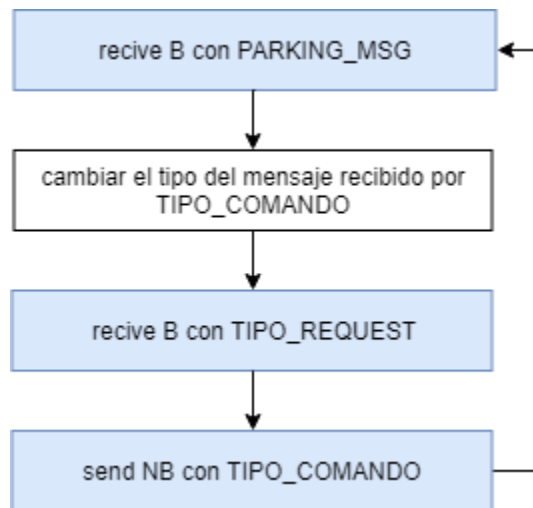 recive B con PARKING_MSG
cambiar el tipo del mensaje recibido por
TIPO_COMANDO
recive B con TIPO_REQUEST
send NB con TIPO_COMANDO